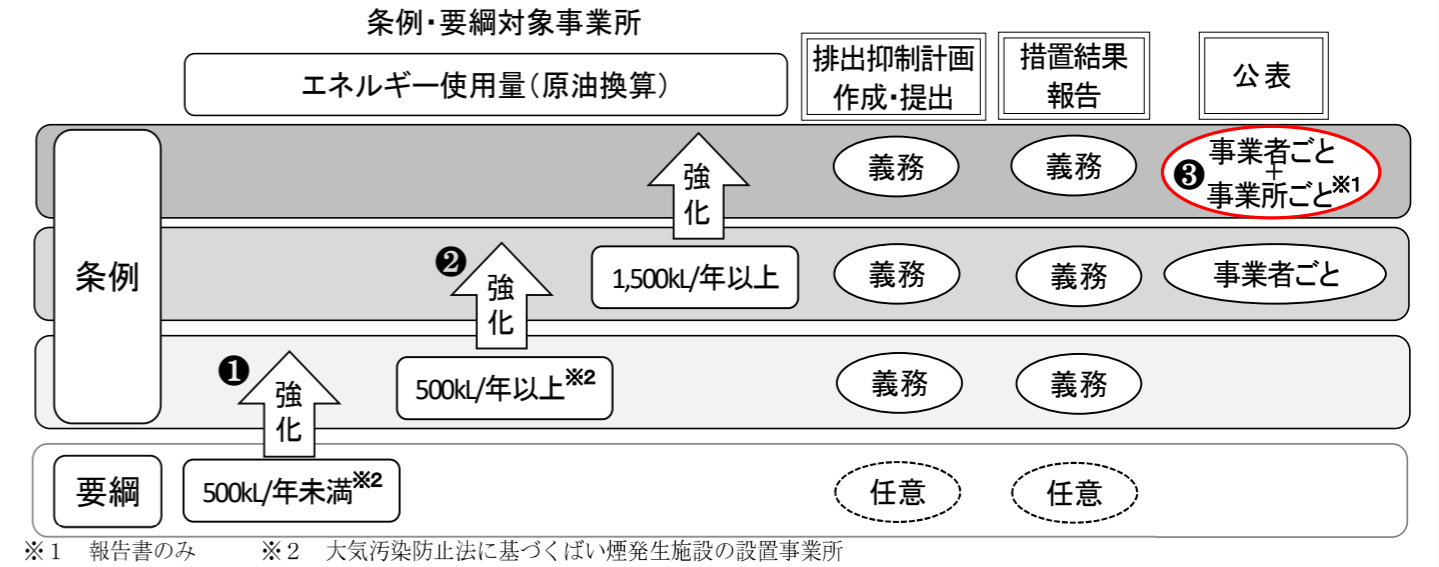 条例・要綱対象事業所
エネルギー使用量(原油換算)
排出抑制計画
作成・提出
措置結果
報告
公表
条例
強
化
義務
義務
❸
事業者ごと
+
事業所ごと※1
❷
強
化
1,500kL/年以上
義務
義務
事業者ごと
❶
強
化
500kL/年以上※2
義務
義務
要綱
500kL/年未満※2
任意
任意
※1 報告書のみ ※2 大気汚染防止法に基づくばい煙発生施設の設置事業所